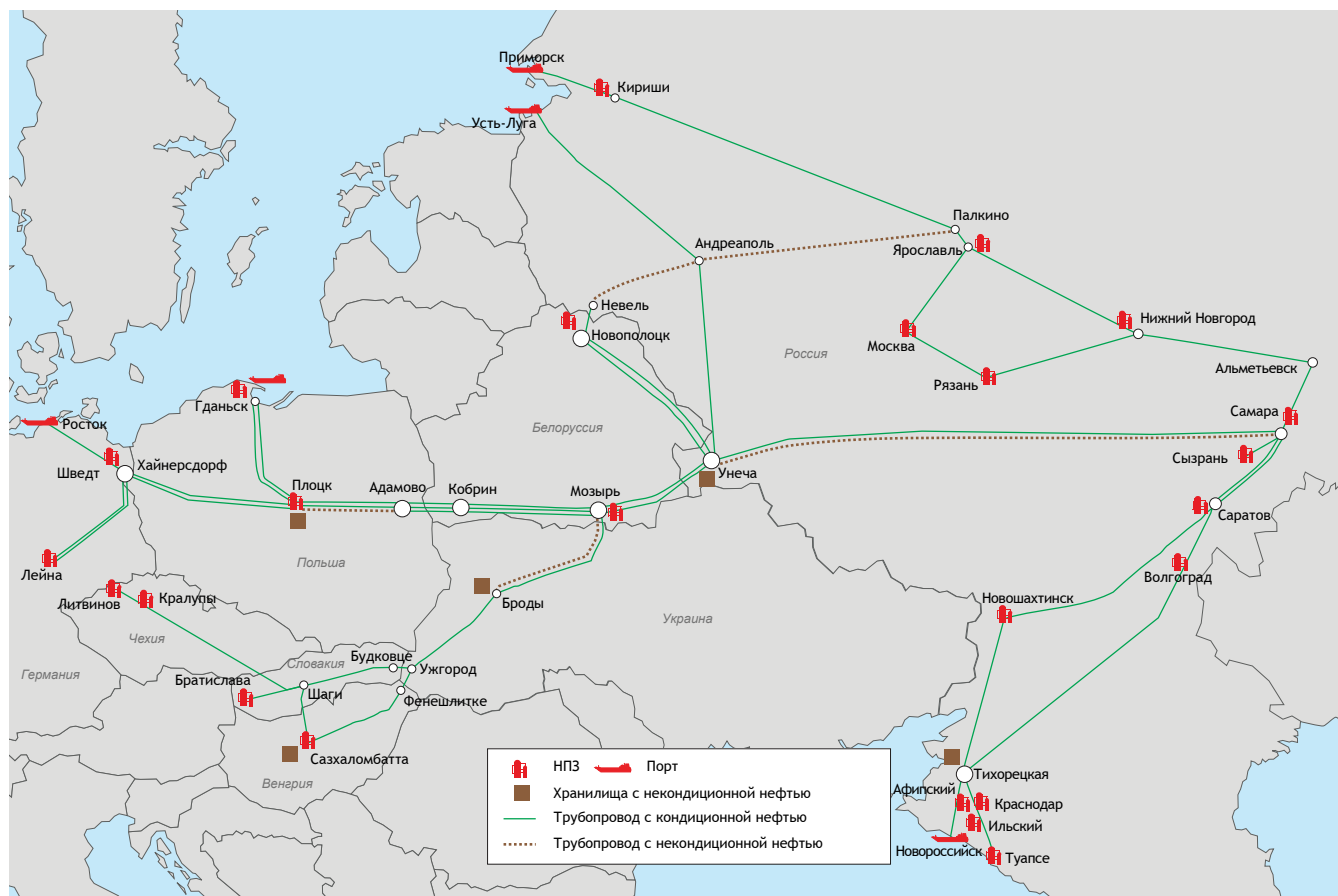 Приморск
Кириши
Усть-Луга
Палкино
Андреаполь
Ярославль
Невель
Нижний Новгород
Новополоцк
Россия
Москва
Альметьевск
Рязань
Гданьск
Самара
Росток
Белоруссия
Сызрань
Хайнерсдорф
Шведт
Унеча
Плоцк
Адамово
Кобрин
Мозырь
Саратов
Польша
Лейна
Волгоград
Литвинов
Кралупы
Броды
Новошахтинск
Украина
Чехия
Словакия
Будковце
Ужгород
Германия
Братислава
Шаги
Фенешлитке
Сазхаломбатта
Венгрия
НПЗ
Порт
Хранилища с некондиционной нефтью
Трубопровод с кондиционной нефтью
Трубопровод с некондиционной нефтью
Тихорецкая
Афипский
Краснодар
Ильский
Новороссийск
Туапсе